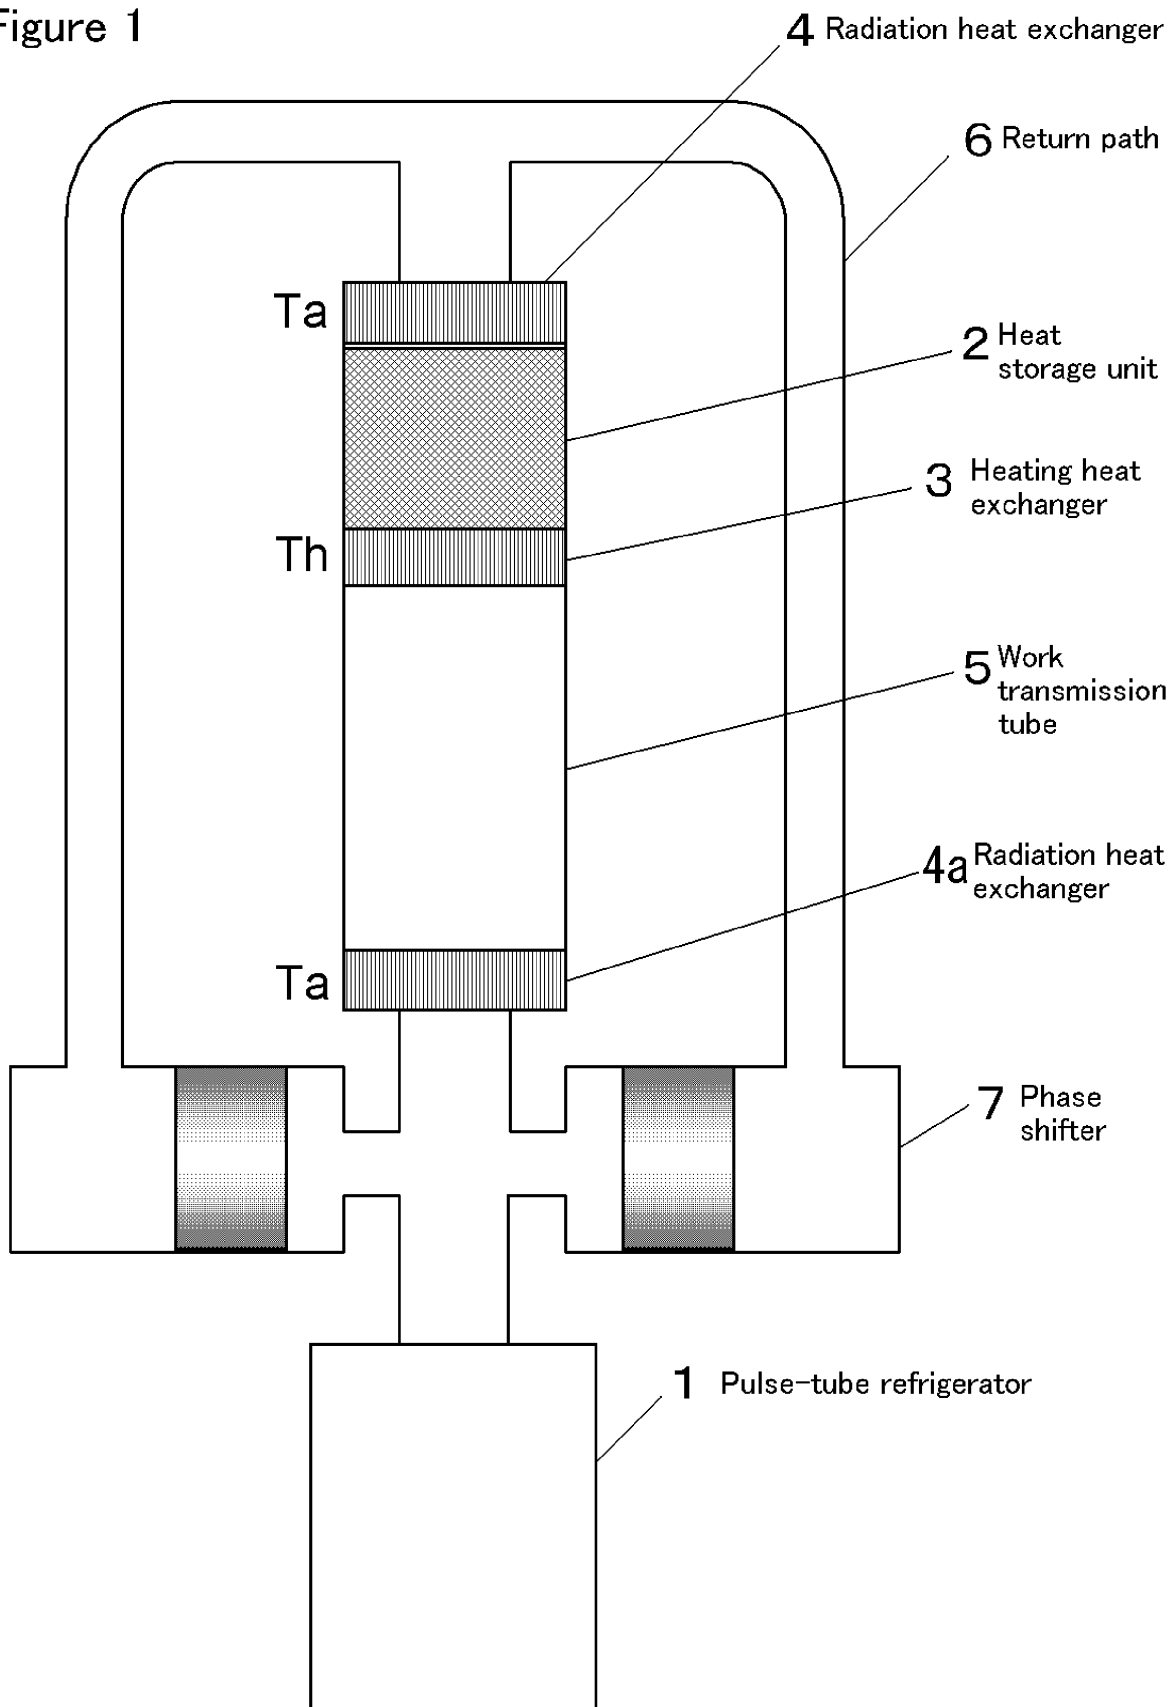 Figure 1
4 Radiation heat exchanger
6 Return path
Ta
2 Heat
storage unit
3 Heating heat
exchanger
Th
5 Work
transmission
tube
4a Radiation heat
exchanger
Ta
7 Phase
shifter
1 Pulse-tube refrigerator